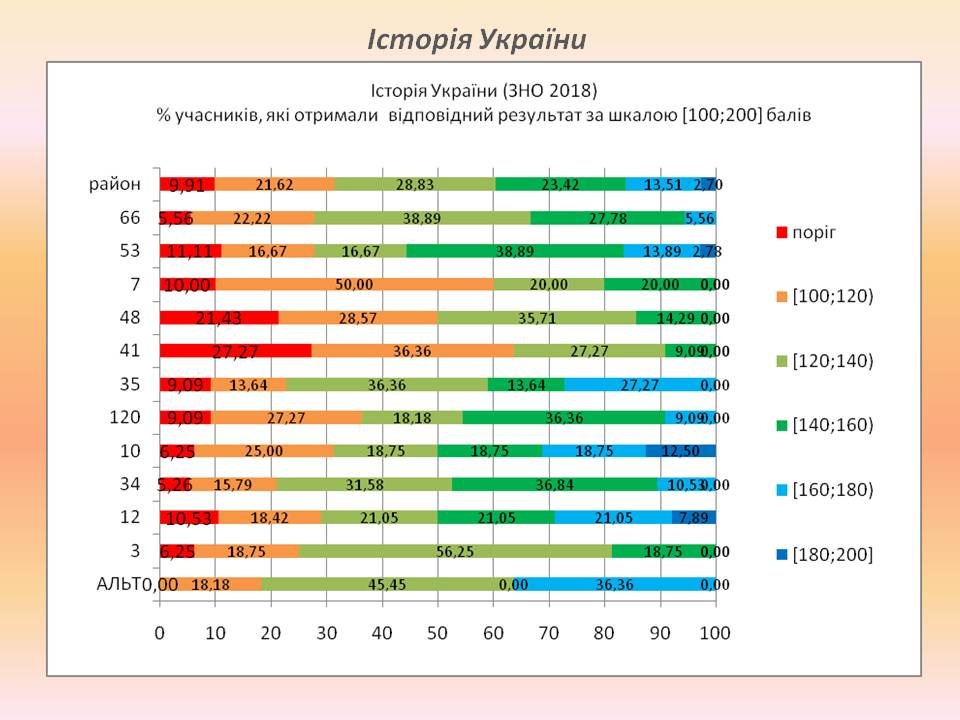 Історія України
Історія України (ЗНО 2018)
% учасників, які отримали відповідний результат за шкалою [100;200] балів
район 9,91 21,62 28,83 23,42 13,51 2,70
66 5,56 22,22 38,89 27,78 5,56
53 11,11 16,67 16,67 38,89 13,89 2,78
7 10,00 50,00 20,00 20,00 0,00
48 21,43 28,57 35,71 14,29 0,00
41 27,27 36,36 27,27 9,09 0,00
35 9,09 13,64 36,36 13,64 27,27 0,00
120 9,09 27,27 18,18 36,36 9,09 0,00
10 6,25 25,00 18,75 18,75 18,75 12,50
34 5,26 15,79 31,58 36,84 10,53 0,00
12 10,53 18,42 21,05 21,05 21,05 7,89
3 6,25 18,75 56,25 18,75 0,00
АЛЬТ 0,00 18,18 45,45 0,00 36,36 0,00
0 10 20 30 40 50 60 70 80 90 100
поріг
[100;120)
[120;140)
[140;160)
[160;180)
[180;200]